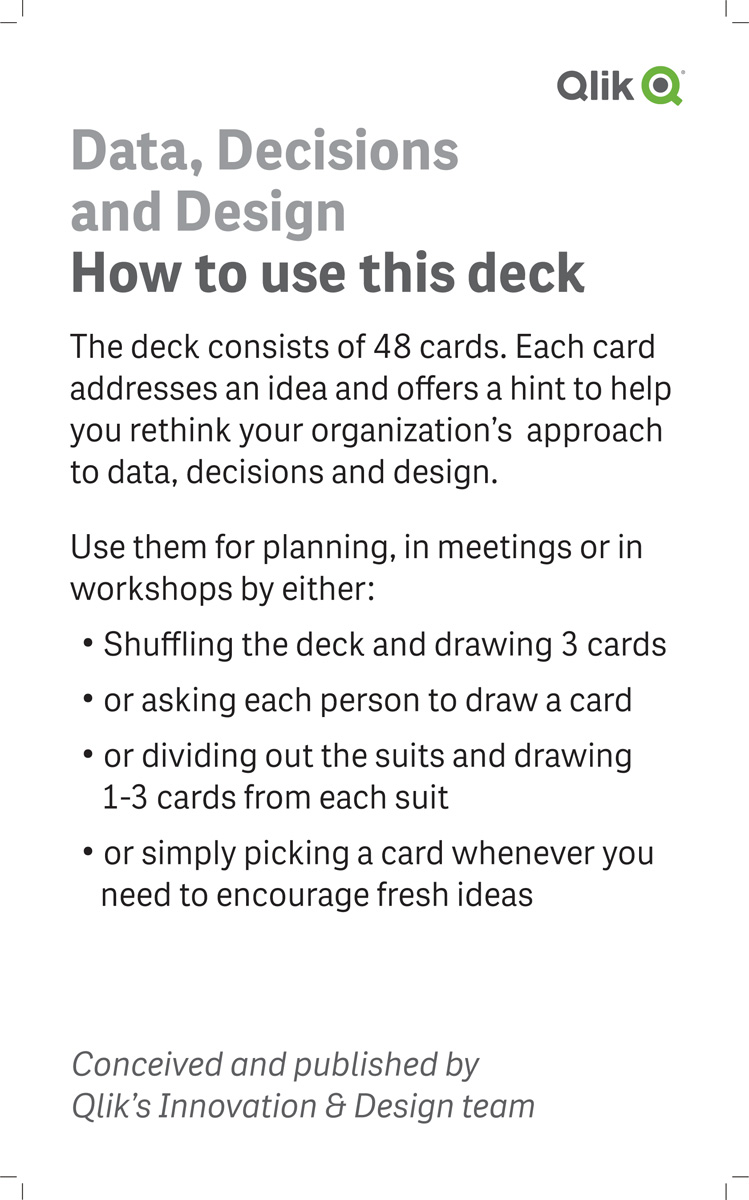 Qlik
Data, Decisions
and Design
How to use this deck
The deck consists of 48 cards. Each card
addresses an idea and offers a hint to help
you rethink your organization’s  approach
to data, decisions and design.
Use them for planning, in meetings or in
workshops by either:
• Shuffling the deck and drawing 3 cards
• or asking each person to draw a card
• or dividing out the suits and drawing
1-3 cards from each suit
• or simply picking a card whenever you
need to encourage fresh ideas
Conceived and published by
Qlik’s Innovation & Design team